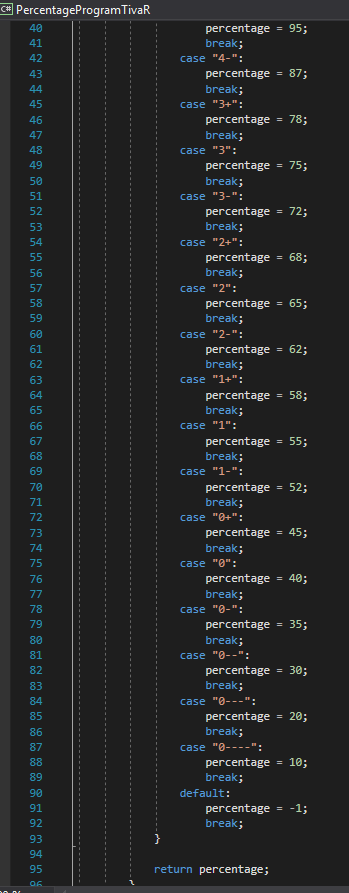 C# PercentageProgramTivaR
40 percentage = 95;
41 break;
42 case "4-":
43 percentage = 87;
44 break;
45 case "3+":
46 percentage = 78;
47 break;
48 case "3":
49 percentage = 75;
50 break;
51 case "3-":
52 percentage = 72;
53 break;
54 case "2+":
55 percentage = 68;
56 break;
57 case "2":
58 percentage = 65;
59 break;
60 case "2-":
61 percentage = 62;
62 break;
63 case "1+":
64 percentage = 58;
65 break;
66 case "1":
67 percentage = 55;
68 break;
69 case "1-":
70 percentage = 52;
71 break;
72 case "0+":
73 percentage = 45;
74 break;
75 case "0":
76 percentage = 40;
77 break;
78 case "0-":
79 percentage = 35;
80 break;
81 case "0--":
82 percentage = 30;
83 break;
84 case "0---":
85 percentage = 20;
86 break;
87 case "0----":
88 percentage = 10;
89 break;
90 default:
91 percentage = -1;
92 break;
93 }
94
95 return percentage;
96 }